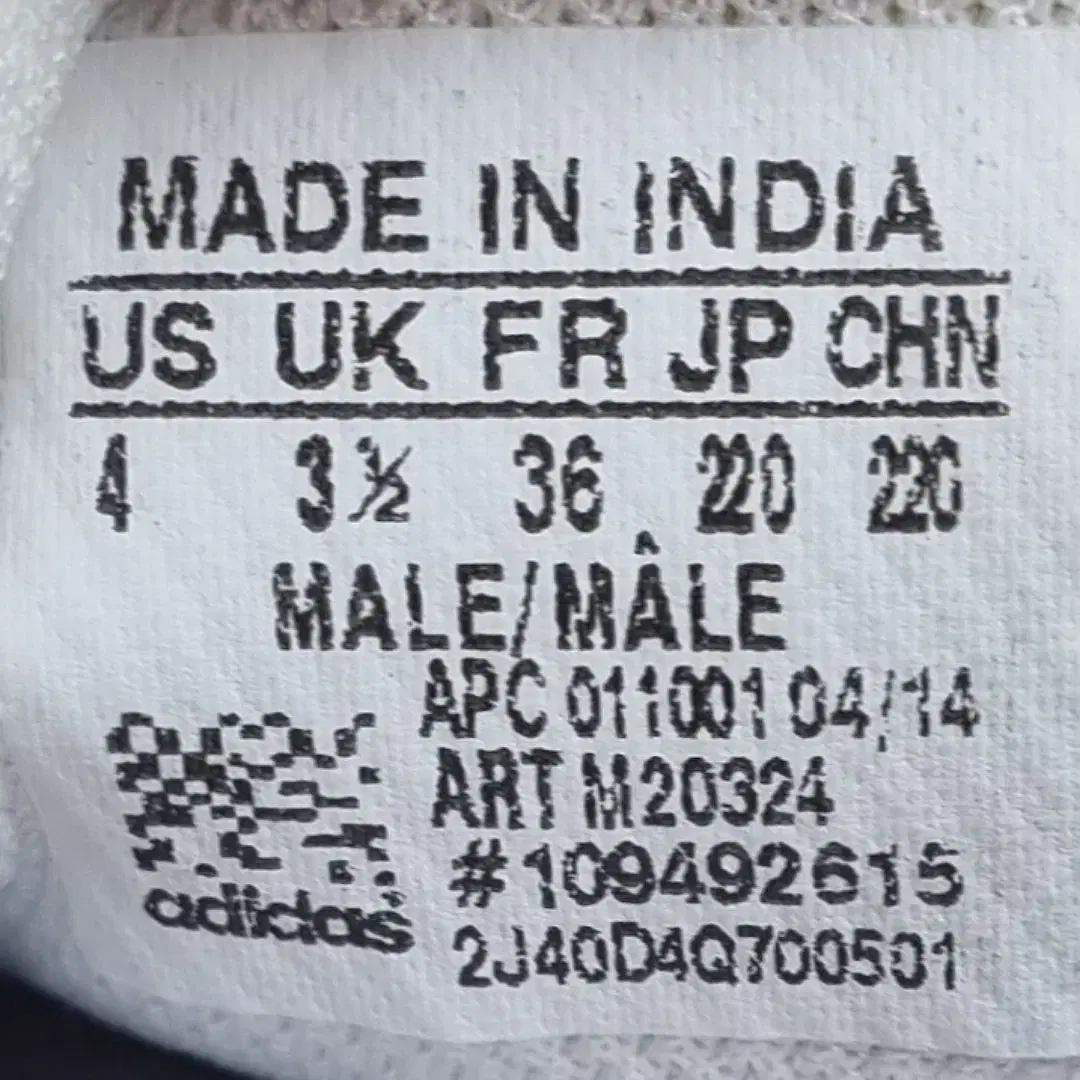 MADE IN INDIA
US UK FR JP CHN
4 3½ 36 220 220
MALE/MÂLE
APC 011001 04/14
ART M20324
#109492615
adidas
2J40D4Q700501